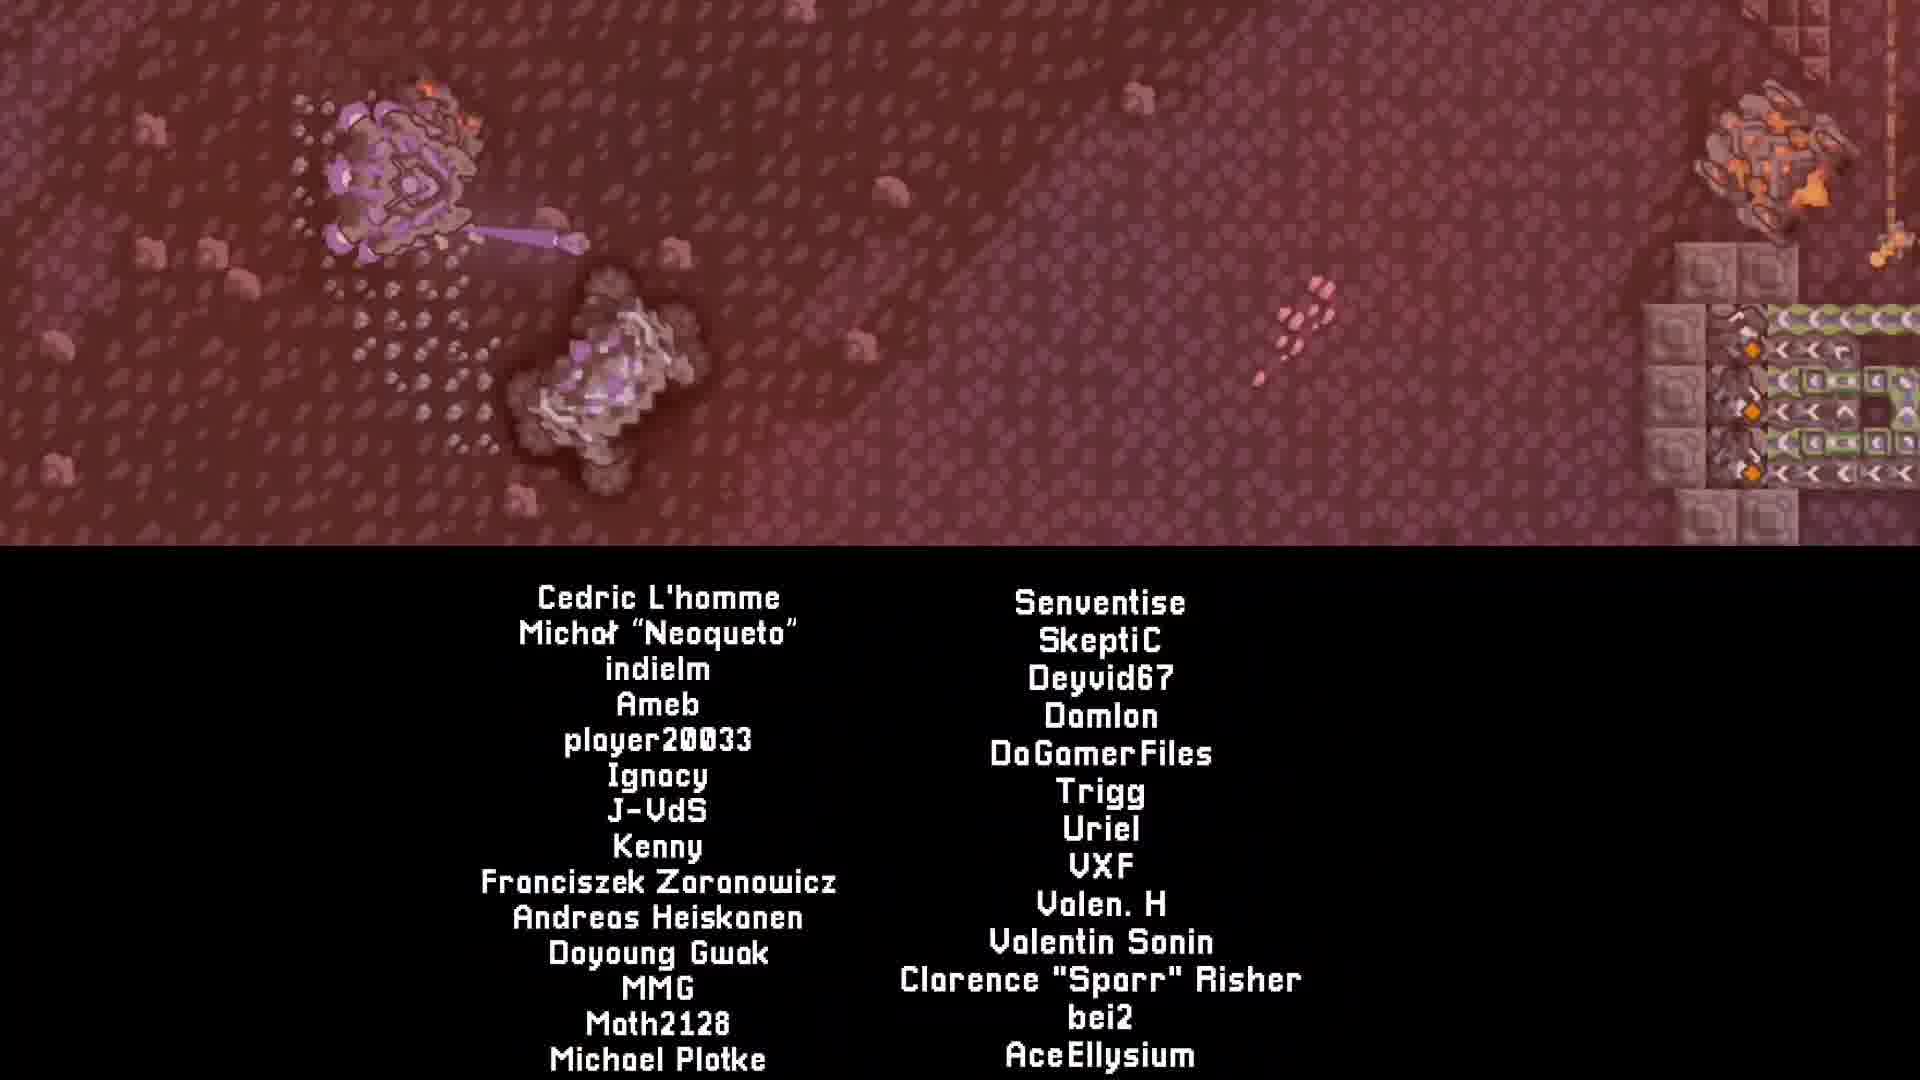 Cedric L'homme
Michał “Neoqueto”
indielm
Ameb
player20033
Ignacy
J-VdS
Kenny
Franciszek Zaranowicz
Andreas Heiskanen
Doyoung Gwak
MMG
Math2128
Michael Plotke
Senventise
SkeptiC
Deyvid67
Damlon
DaGamerFiles
Trigg
Uriel
VXF
Valen. H
Valentin Sonin
Clarence "Sparr" Risher
bei2
AceEllysium